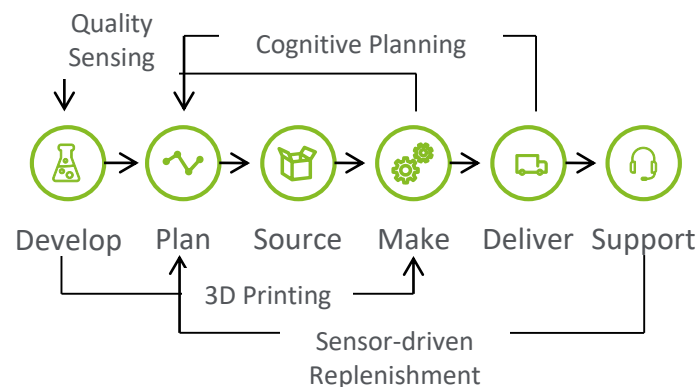 Quality
Sensing
Cognitive Planning
Develop
Plan
Source
Make
Deliver
Support
3D Printing
Sensor-driven
Replenishment